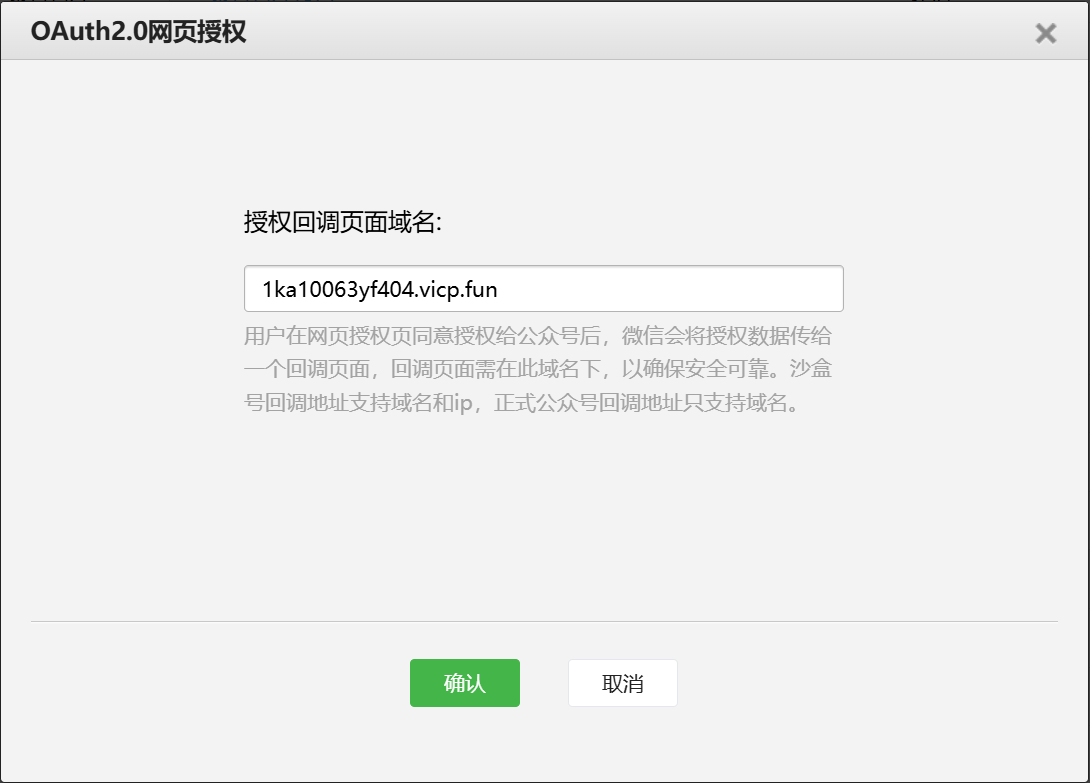 OAuth2.0网页授权
授权回调页面域名:
1ka10063yf404.vicp.fun
用户在网页授权页同意授权给公众号后，微信会将授权数据传给
一个回调页面，回调页面需在此域名下，以确保安全可靠。沙盒
号回调地址支持域名和ip，正式公众号回调地址只支持域名。
确认
取消